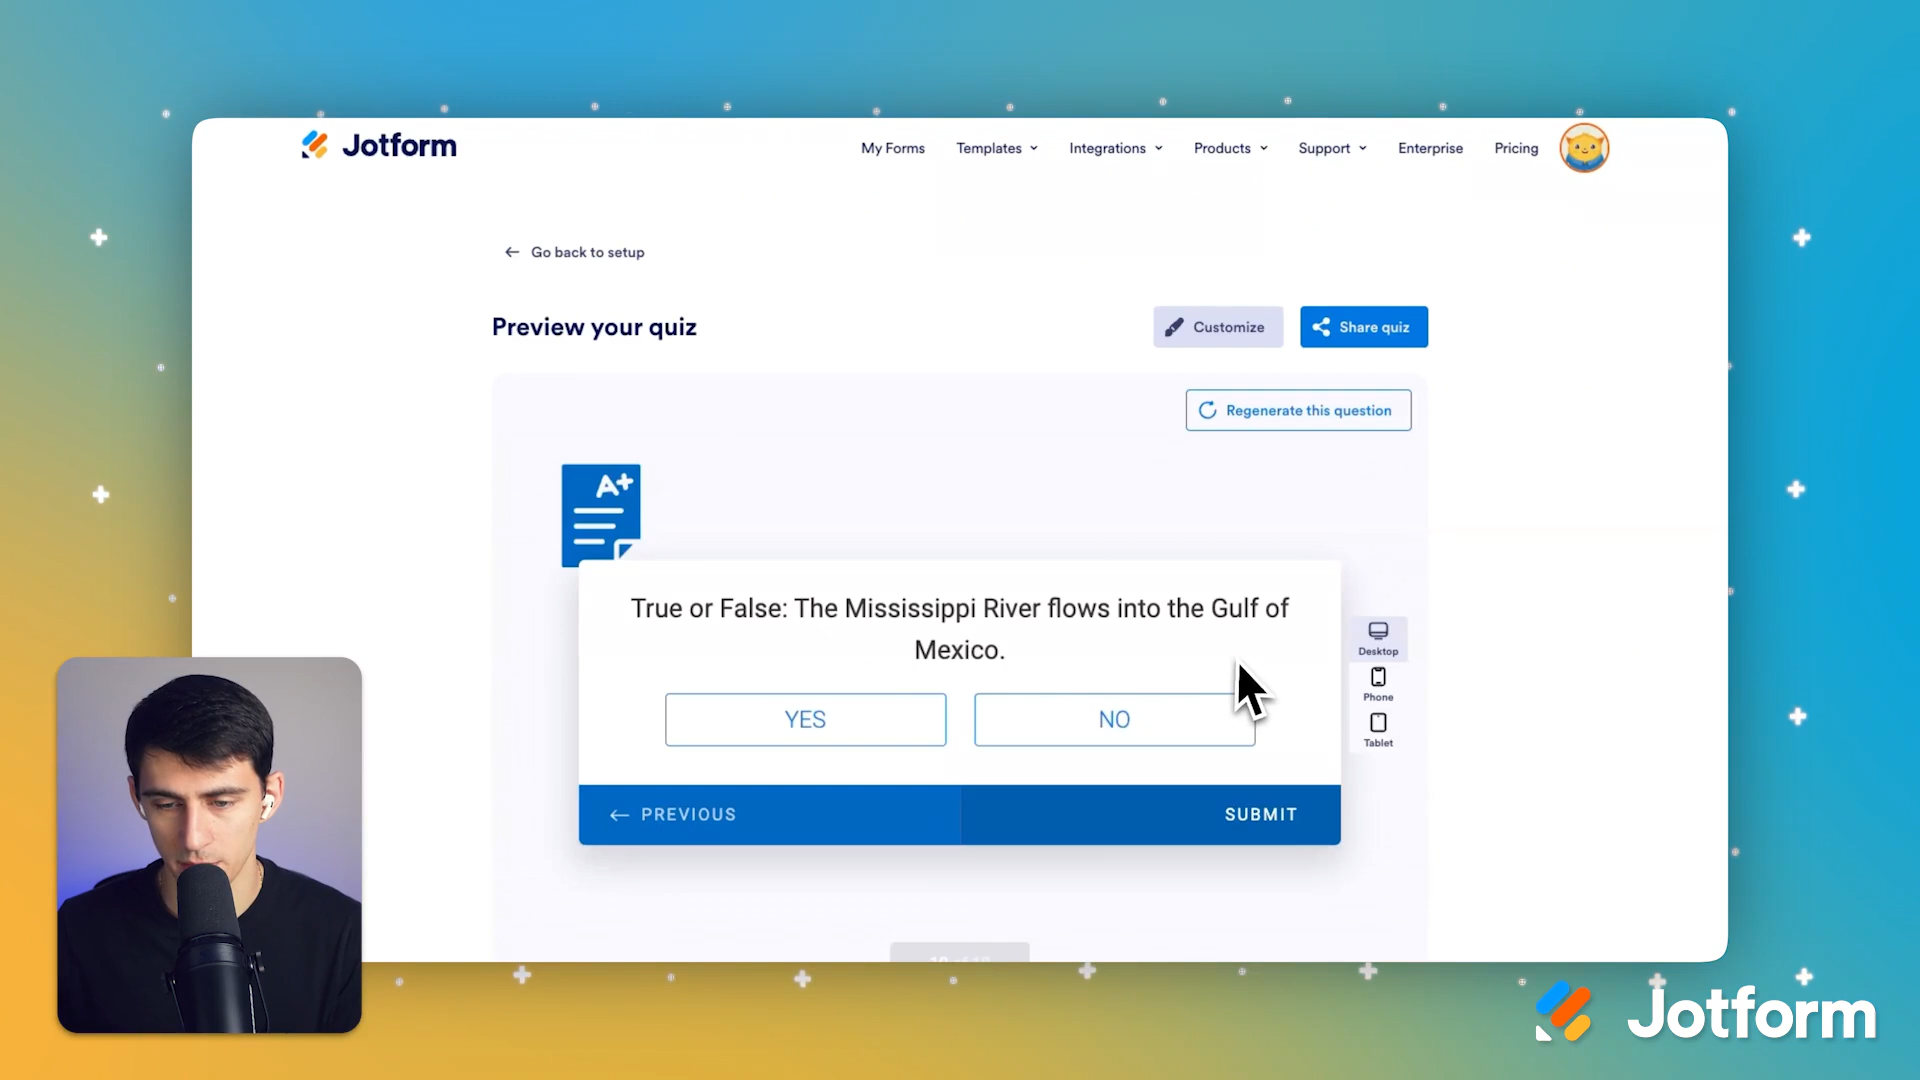 Jotform
My Forms
Templates
Integrations
Products
Support
Enterprise
Pricing
Go back to setup
Preview your quiz
Customize
Share quiz
Regenerate this question
A+
True or False: The Mississippi River flows into the Gulf of
Mexico.
YES
NO
Desktop
Phone
Tablet
PREVIOUS
SUBMIT
Jotform